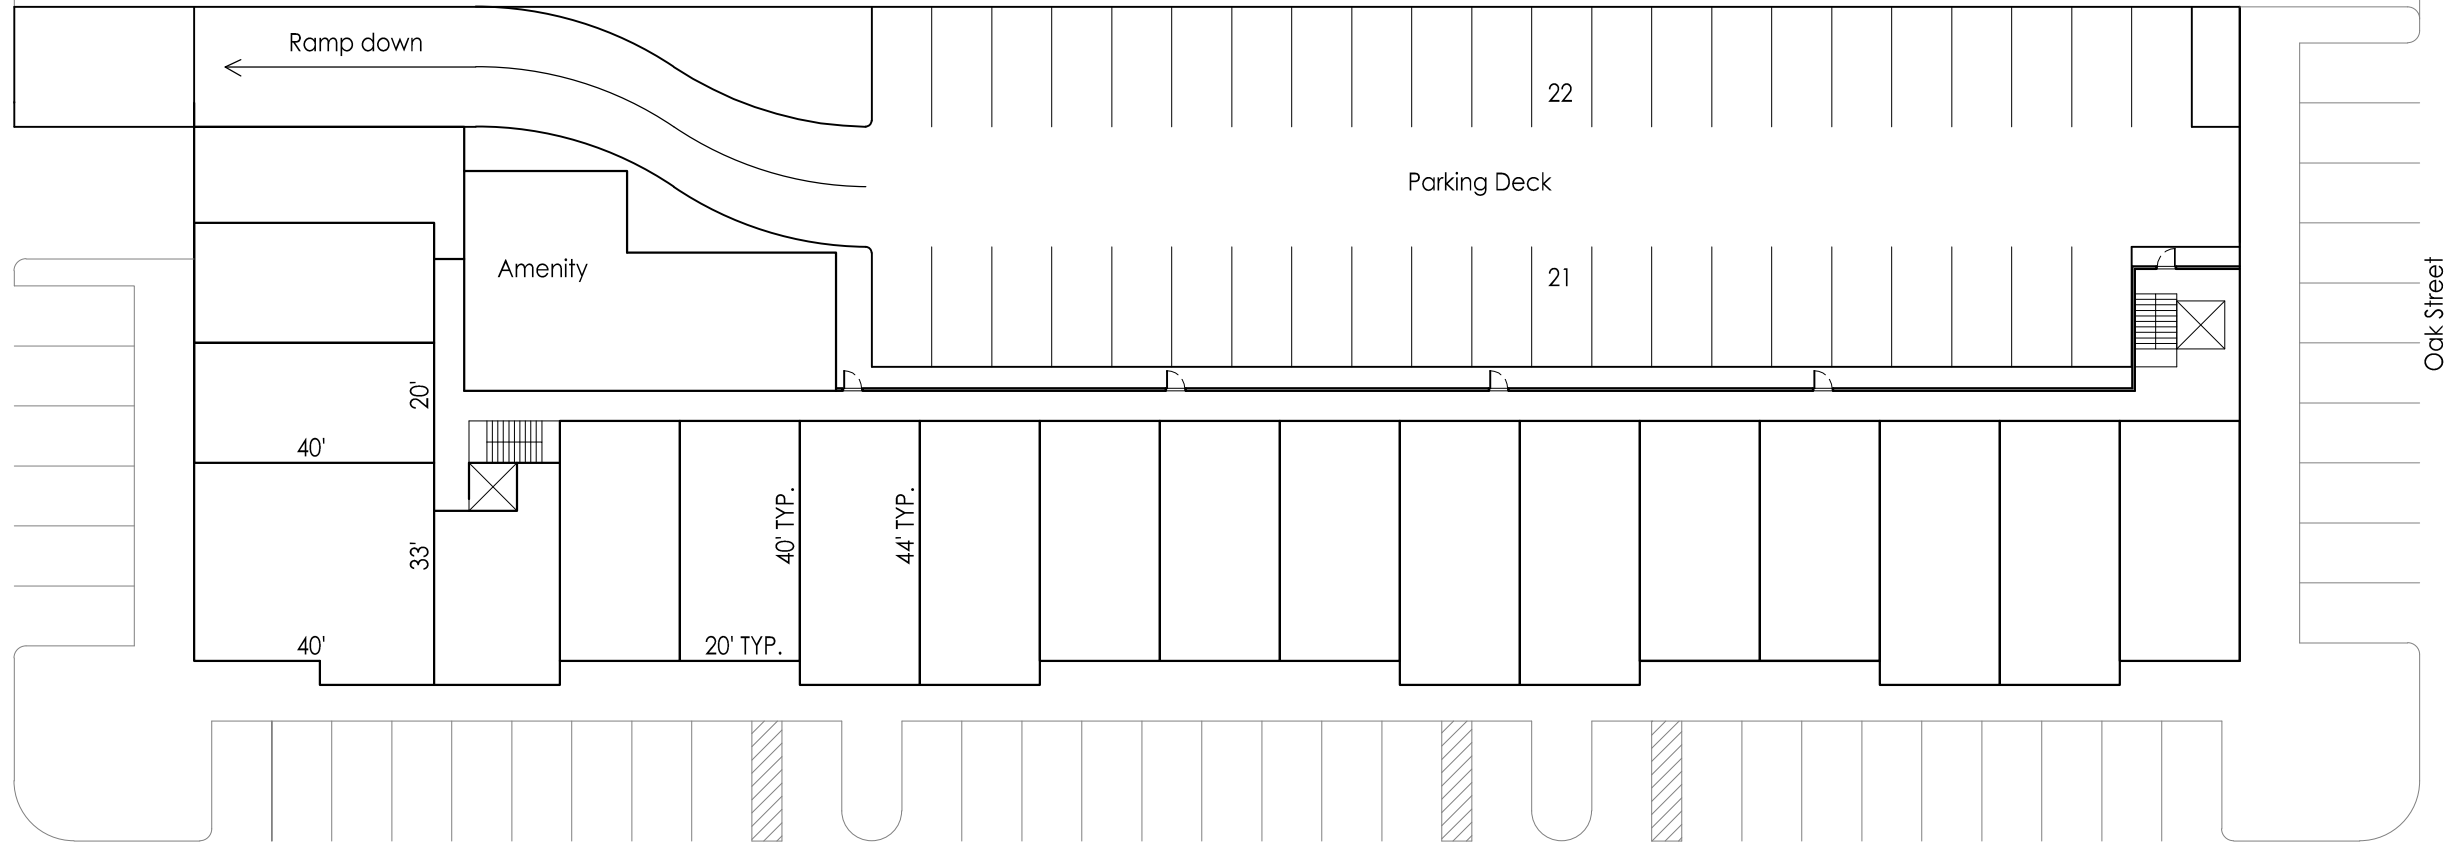 Ramp down
22
Parking Deck
Amenity
21
Oak Street
20'
40'
40' TYP.
44' TYP.
33'
40'
20' TYP.